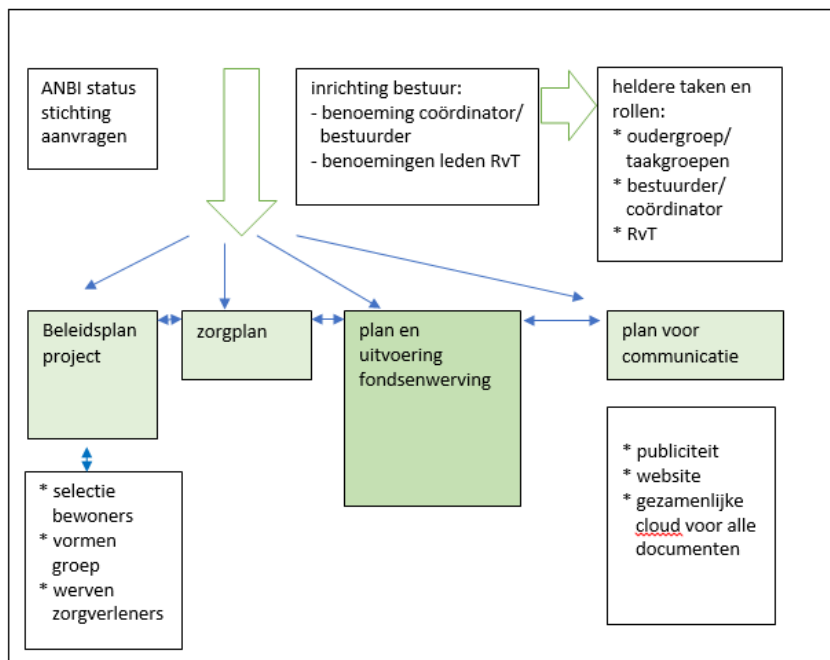 ANBI status
stichting
aanvragen
inrichting bestuur:
- benoeming coördinator/
bestuurder
- benoemingen leden RvT
heldere taken en
rollen:
* oudergroep/
taakgroepen
* bestuurder/
coördinator
* RvT
Beleidsplan
project
zorgplan
plan en
uitvoering
fondsenwerving
plan voor
communicatie
* selectie
bewoners
* vormen
groep
* werven
zorgverleners
* publiciteit
* website
* gezamenlijke
cloud voor alle
documenten